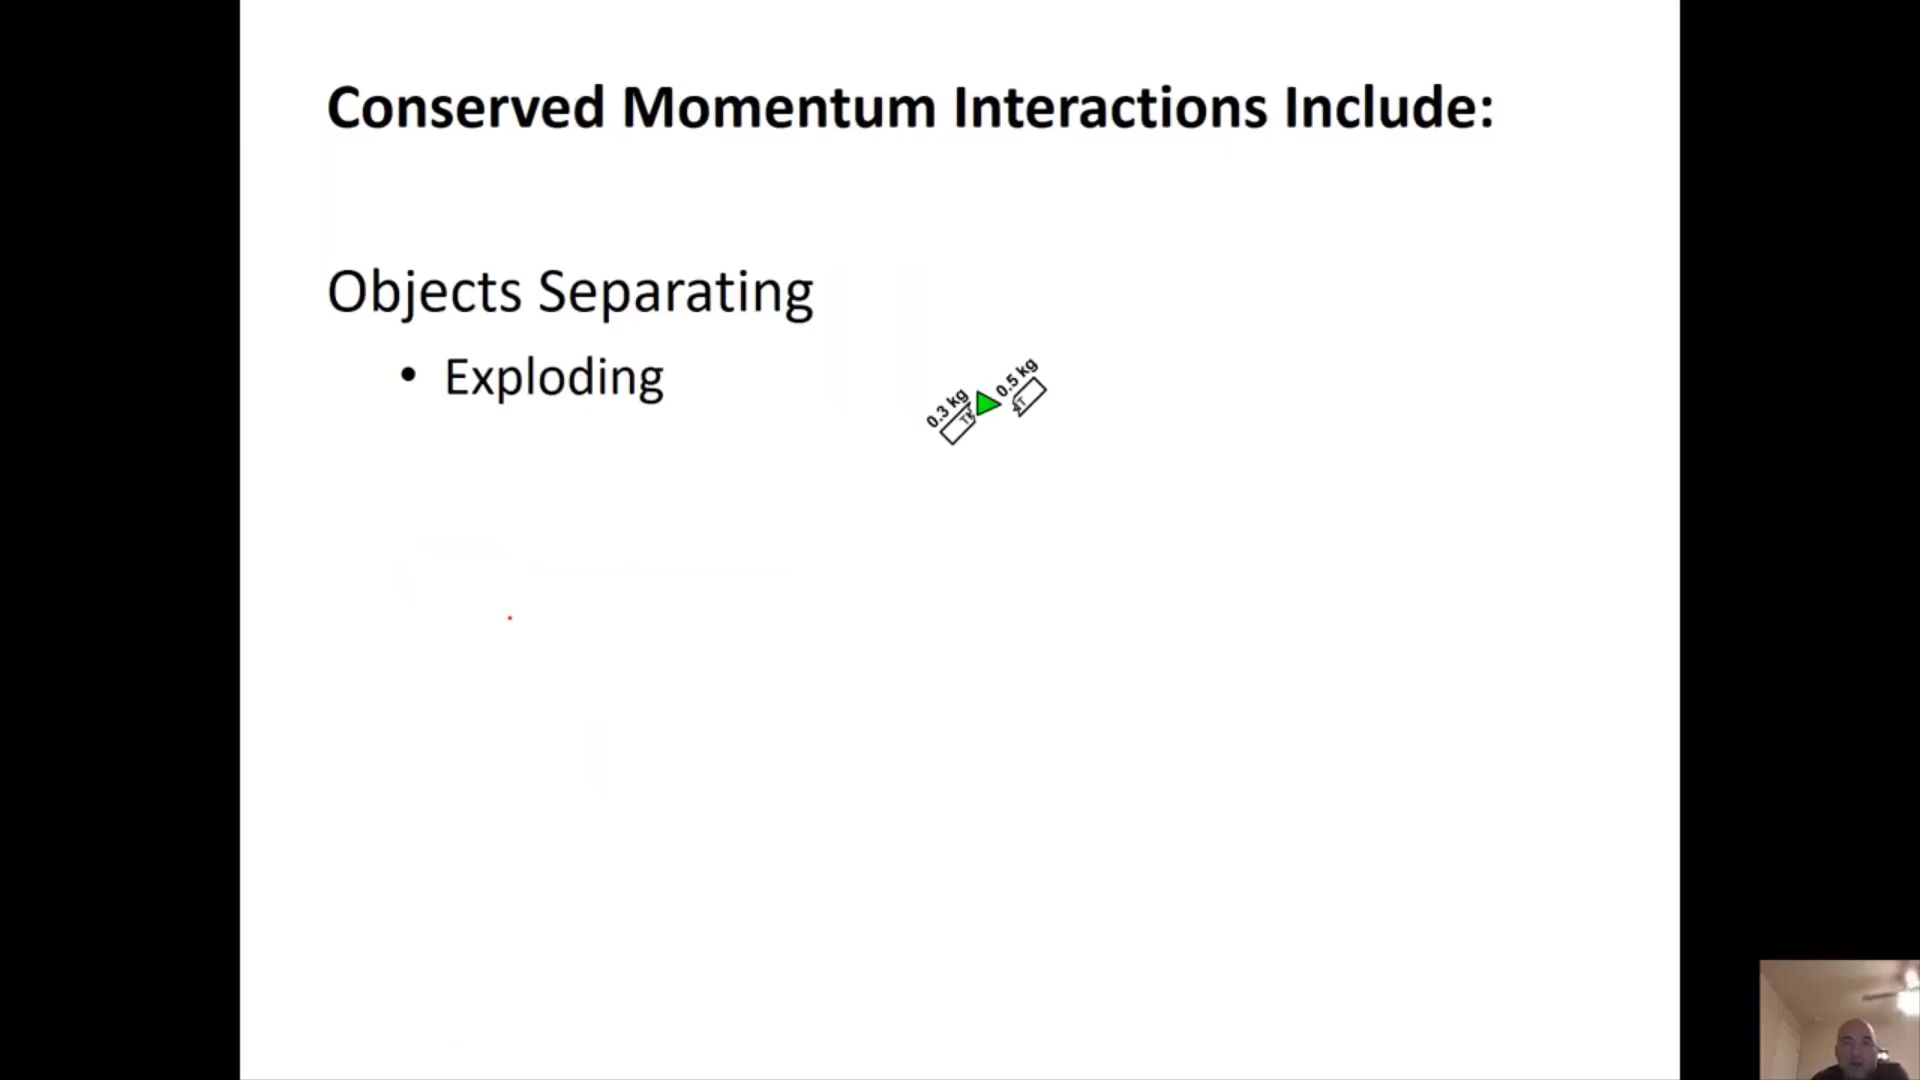 Conserved Momentum Interactions Include:
Objects Separating
• Exploding
0.3 kg
0.5 kg